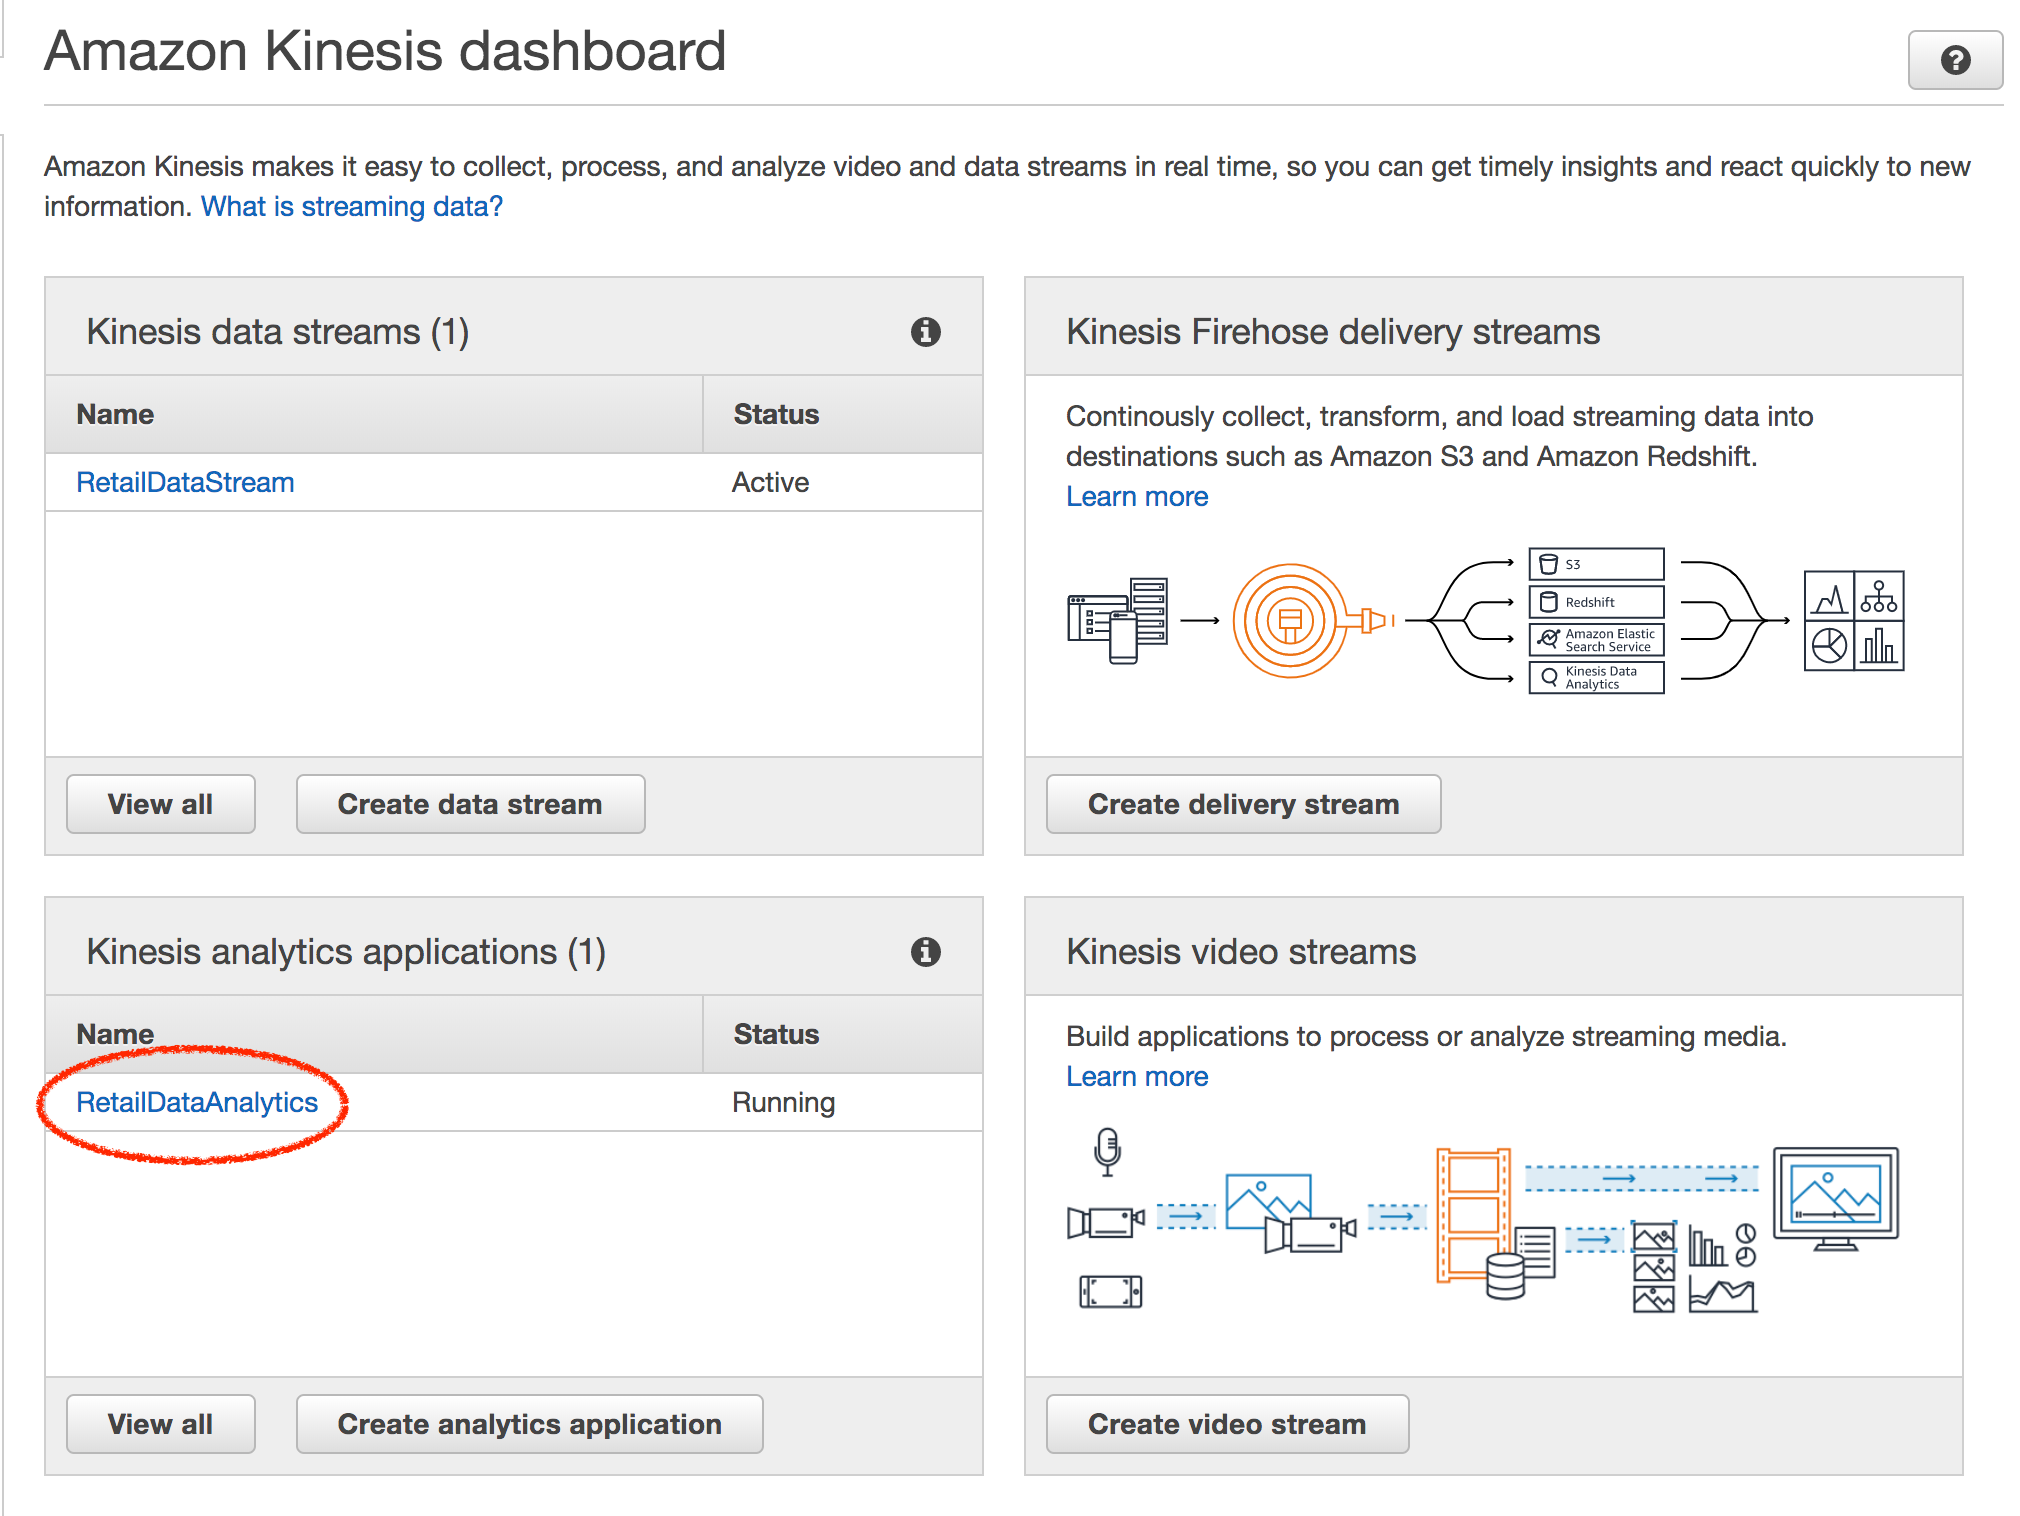 Amazon Kinesis dashboard
Amazon Kinesis makes it easy to collect, process, and analyze video and data streams in real time, so you can get timely insights and react quickly to new
information. What is streaming data?
Kinesis data streams (1)
Name Status
RetailDataStream Active
View all Create data stream
Kinesis Firehose delivery streams
Continously collect, transform, and load streaming data into
destinations such as Amazon S3 and Amazon Redshift.
Learn more
S3
Redshift
Amazon Elastic
Search Service
Kinesis Data
Analytics
Create delivery stream
Kinesis analytics applications (1)
Name Status
RetailDataAnalytics Running
View all Create analytics application
Kinesis video streams
Build applications to process or analyze streaming media.
Learn more
Create video stream